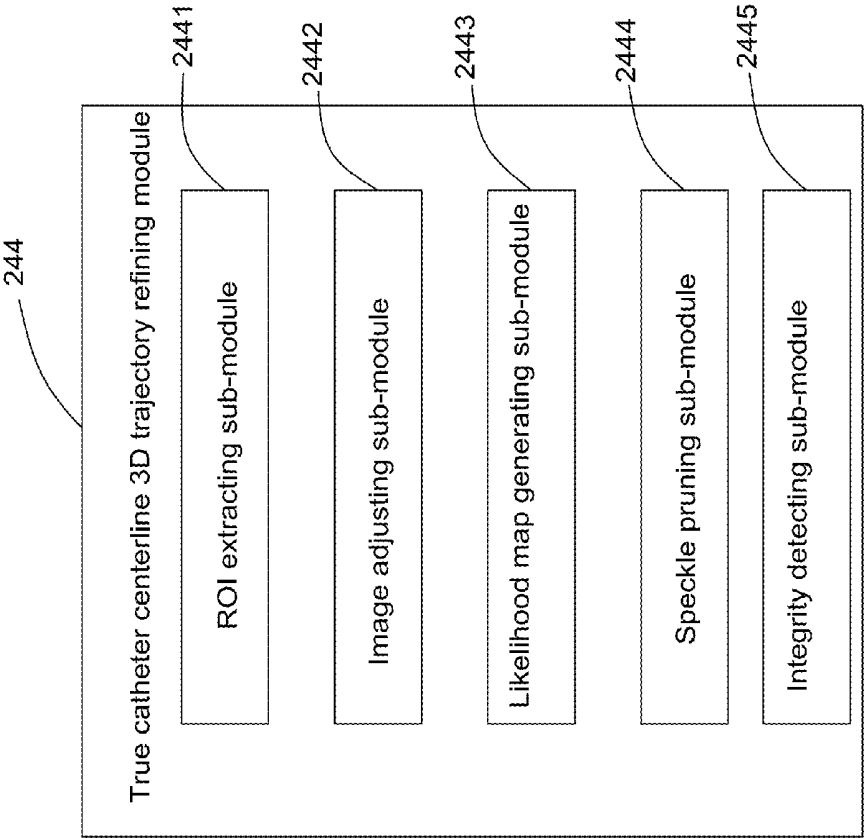 244
True catheter centerline 3D trajectory refining module
ROI extracting sub-module
2441
Image adjusting sub-module
2442
Likelihood map generating sub-module
2443
Speckle pruning sub-module
2444
Integrity detecting sub-module
2445